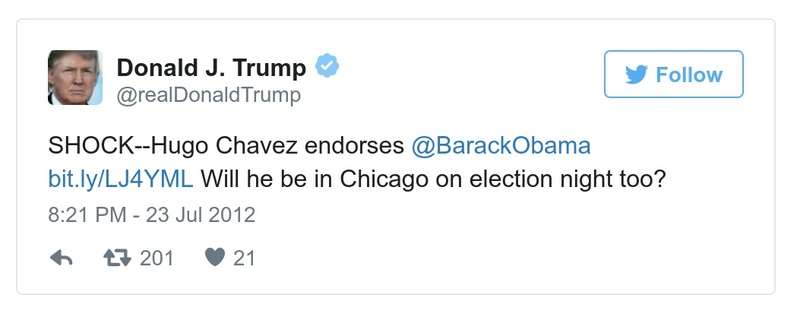 Donald J. Trump
@realDonaldTrump
Follow
SHOCK--Hugo Chavez endorses @BarackObama
bit.ly/LJ4YML Will he be in Chicago on election night too?
8:21 PM - 23 Jul 2012
201 21